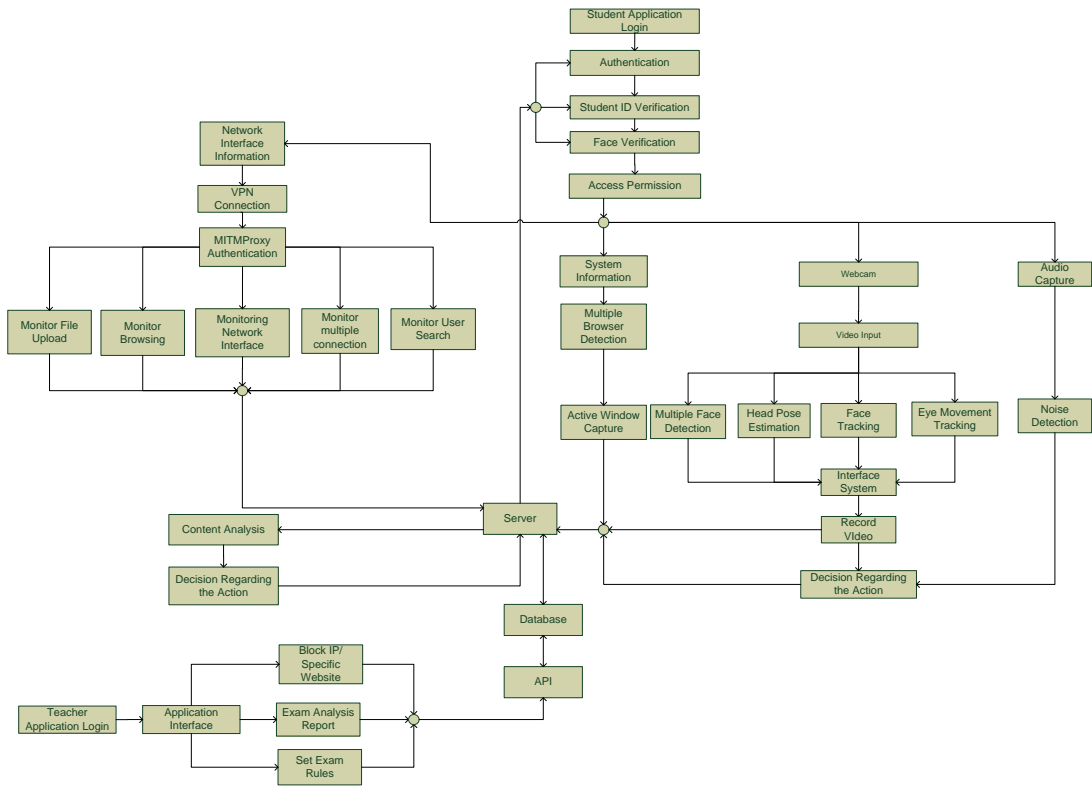 Student Application
Login
Authentication
Student ID Verification
Face Verification
Access Permission
Network
Interface
Information
VPN
Connection
MITMProxy
Authentication
Monitor File
Upload
Monitor
Browsing
Monitoring
Network
Interface
Monitor
multiple
connection
Monitor User
Search
System
Information
Multiple
Browser
Detection
Active Window
Capture
Webcam
Video Input
Multiple Face
Detection
Head Pose
Estimation
Face
Tracking
Eye Movement
Tracking
Audio
Capture
Noise
Detection
Interface
System
Record
VIdeo
Decision Regarding
the Action
Server
Content Analysis
Decision Regarding
the Action
Database
API
Teacher
Application Login
Application
Interface
Block IP/
Specific
Website
Exam Analysis
Report
Set Exam
Rules